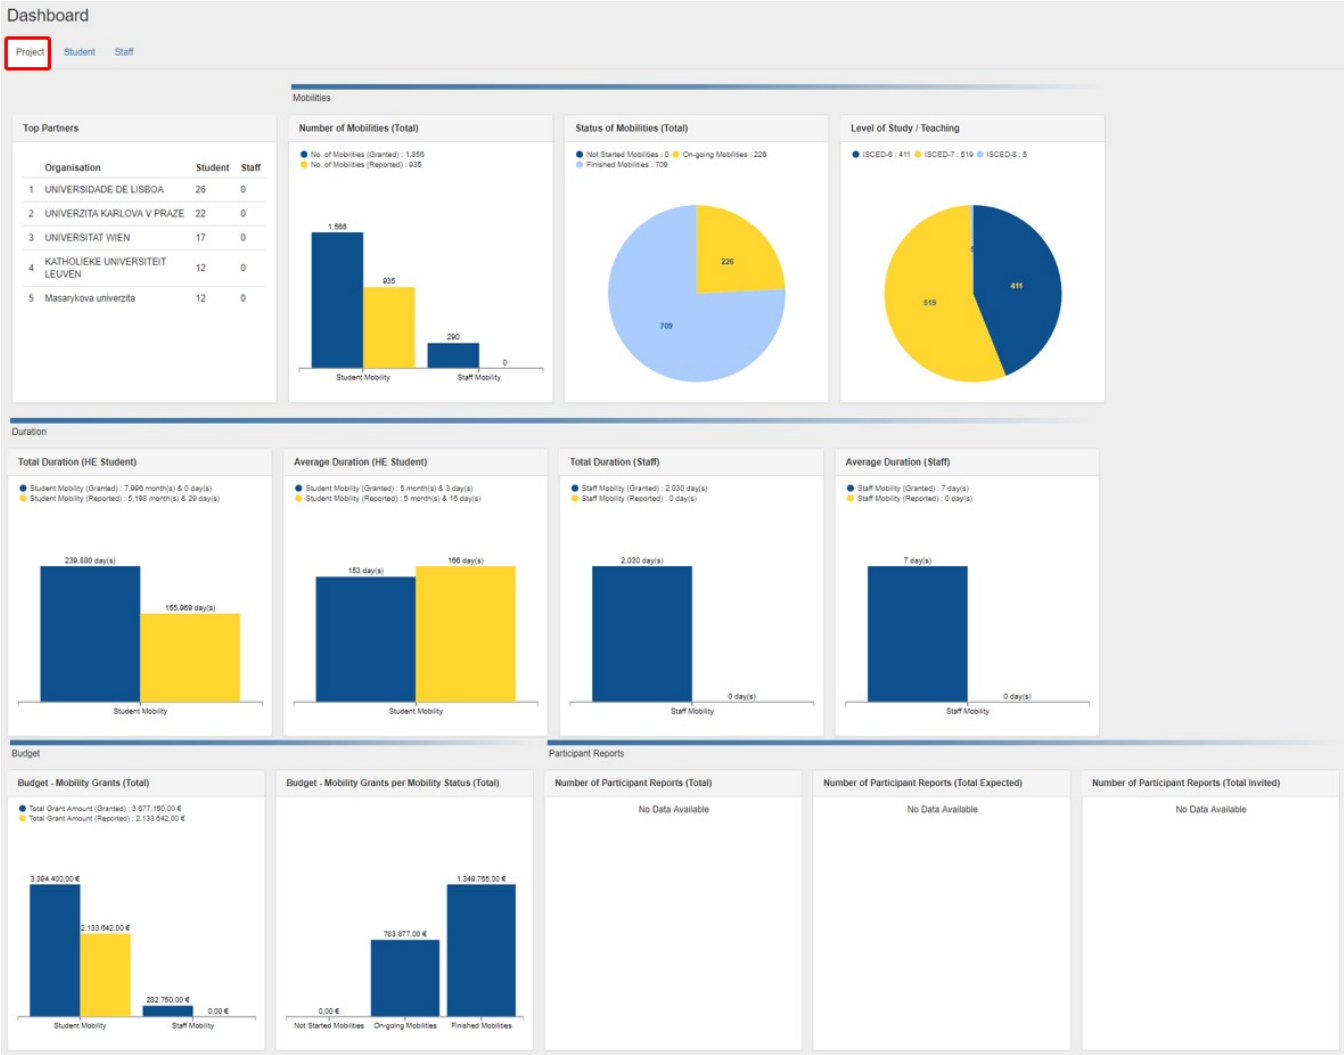 Dashboard
Project Student Staff
Mobilities
Top Partners
Organisation Student Staff
1 UNIVERSIDADE DE LISBOA 26 0
2 UNIVERZITA KARLOVA V PRAZE 22 0
3 UNIVERSITAT WIEN 17 0
4 KATHOLIEKE UNIVERSITEIT LEUVEN 12 0
5 Masarykova univerzita 12 0
Number of Mobilities (Total)
No. of Mobilities (Granted) : 1,856
No. of Mobilities (Reported) : 935
1,566
935
290
0
Student Mobility Staff Mobility
Status of Mobilities (Total)
Not Started Mobilities : 0 On-going Mobilities : 226
Finished Mobilities : 709
226
709
Level of Study / Teaching
ISCED-6 : 411 ISCED-7 : 519 ISCED-8 : 5
5
411
519
Duration
Total Duration (HE Student)
Student Mobility (Granted) : 7,996 month(s) & 0 day(s)
Student Mobility (Reported) : 5,198 month(s) & 29 day(s)
239,880 day(s)
155,969 day(s)
Student Mobility
Average Duration (HE Student)
Student Mobility (Granted) : 5 month(s) & 3 day(s)
Student Mobility (Reported) : 5 month(s) & 16 day(s)
153 day(s)
166 day(s)
Student Mobility
Total Duration (Staff)
Staff Mobility (Granted) : 2,030 day(s)
Staff Mobility (Reported) : 0 day(s)
2,030 day(s)
0 day(s)
Staff Mobility
Average Duration (Staff)
Staff Mobility (Granted) : 7 day(s)
Staff Mobility (Reported) : 0 day(s)
7 day(s)
0 day(s)
Staff Mobility
Budget
Budget - Mobility Grants (Total)
Total Grant Amount (Granted) : 3.677.150,00 €
Total Grant Amount (Reported) : 2.133.642,00 €
3.394.400,00 €
2.133.642,00 €
282.750,00 €
0,00 €
Student Mobility Staff Mobility
Budget - Mobility Grants per Mobility Status (Total)
0,00 €
783.877,00 €
1.349.765,00 €
Not Started Mobilities On-going Mobilities Finished Mobilities
Participant Reports
Number of Participant Reports (Total)
No Data Available
Number of Participant Reports (Total Expected)
No Data Available
Number of Participant Reports (Total Invited)
No Data Available